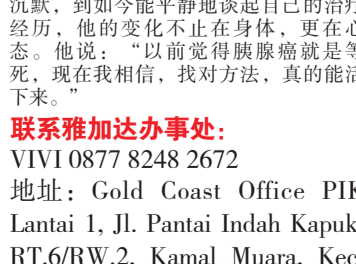 沉默，到如今能平静地谈起自己的治疗
经历，他的变化不止在身体，更在心
态。他说：“以前觉得胰腺癌就是等
死，现在我相信，找对方法，真的能活
下来。”
联系雅加达办事处：
VIVI 0877 8248 2672
地址：Gold Coast Office PIK
Lantai 1, Jl. Pantai Indah Kapuk
RT.6/RW.2, Kamal Muara, Kec